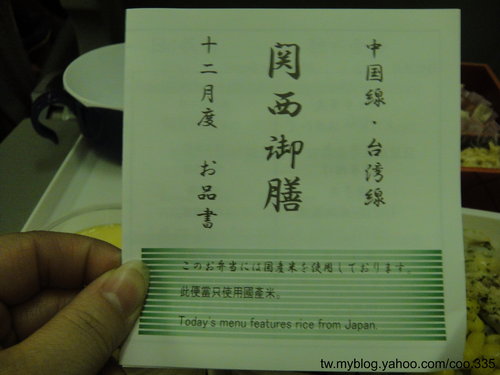 中国線・台湾線
関西御膳
十二月度 お品書
このお弁当には国産米を使用しております。
此便當只使用國產米。
Today's menu features rice from Japan.
tw.myblog.yahoo.com/coo.335